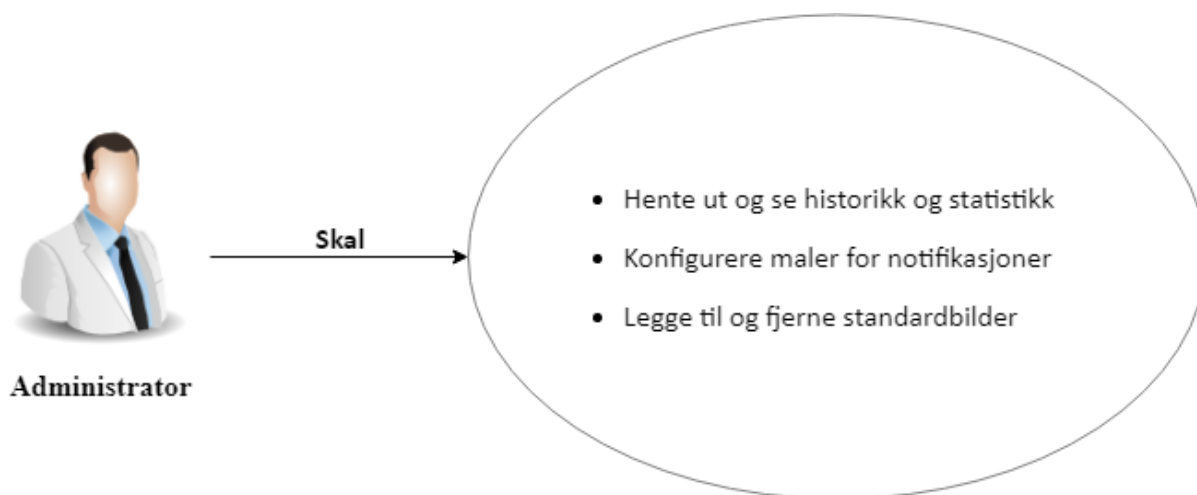 Skal
• Hente ut og se historikk og statistikk
• Konfigurere maler for notifikasjoner
• Legge til og fjerne standardbilder
Administrator